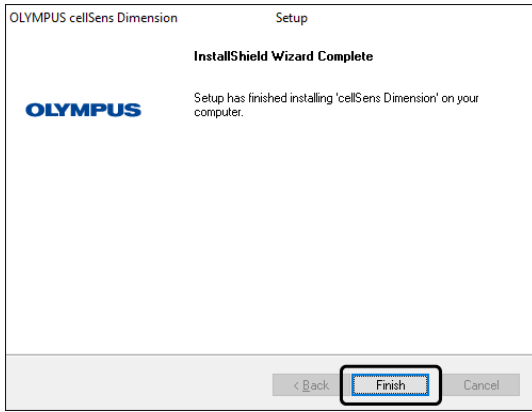 OLYMPUS cellSens Dimension Setup
InstallShield Wizard Complete
OLYMPUS
Setup has finished installing 'cellSens Dimension' on your
computer.
< Back Finish Cancel